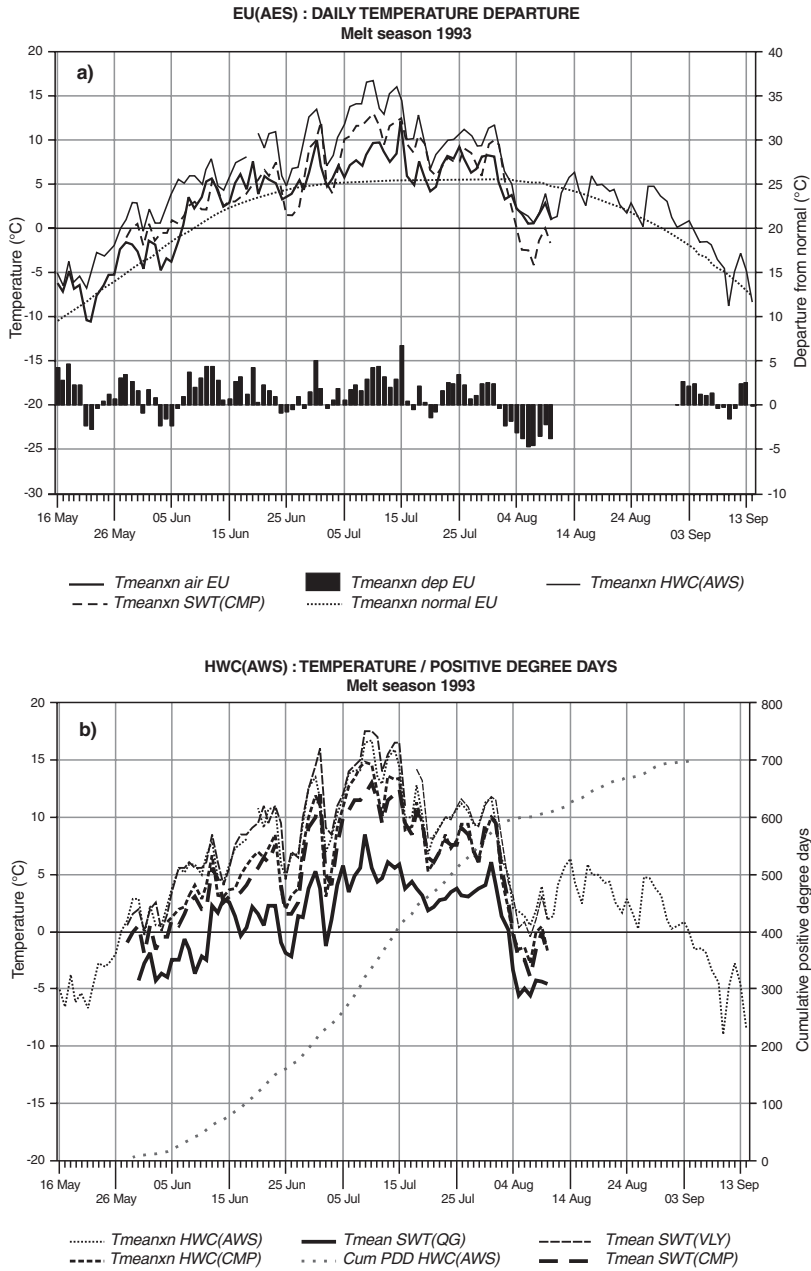 EU(AES) : DAILY TEMPERATURE DEPARTURE
Melt season 1993
a)
Temperature (°C)
20
15
10
5
0
-5
-10
-15
-20
-25
-30
40
35
30
25
20
15
10
5
0
-5
-10
Departure from normal (°C)
16 May
26 May
05 Jun
15 Jun
25 Jun
05 Jul
15 Jul
25 Jul
04 Aug
14 Aug
24 Aug
03 Sep
13 Sep
Tmeanxn air EU
Tmeanxn dep EU
Tmeanxn HWC(AWS)
Tmeanxn SWT(CMP)
Tmeanxn normal EU
HWC(AWS) : TEMPERATURE / POSITIVE DEGREE DAYS
Melt season 1993
b)
Temperature (°C)
20
15
10
5
0
-5
-10
-15
-20
800
700
600
500
400
300
200
100
0
Cumulative positive degree days
16 May
26 May
05 Jun
15 Jun
25 Jun
05 Jul
15 Jul
25 Jul
04 Aug
14 Aug
24 Aug
03 Sep
13 Sep
Tmeanxn HWC(AWS)
Tmean SWT(QG)
Tmean SWT(VLY)
Tmeanxn HWC(CMP)
Cum PDD HWC(AWS)
Tmean SWT(CMP)